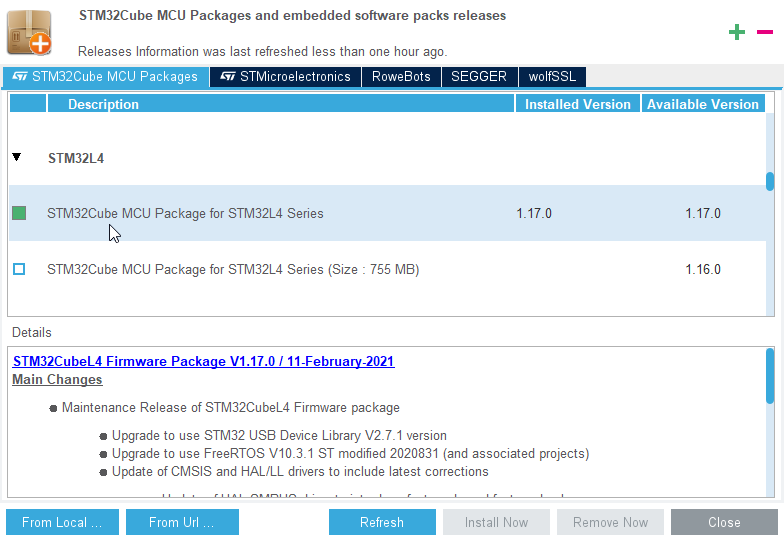 STM32Cube MCU Packages and embedded software packs releases
Releases Information was last refreshed less than one hour ago.
STM32Cube MCU Packages STMicroelectronics RoweBots SEGGER wolfSSL
Description Installed Version Available Version
STM32L4
STM32Cube MCU Package for STM32L4 Series 1.17.0 1.17.0
STM32Cube MCU Package for STM32L4 Series (Size : 755 MB) 1.16.0
Details
STM32CubeL4 Firmware Package V1.17.0 / 11-February-2021
Main Changes
Maintenance Release of STM32CubeL4 Firmware package
Upgrade to use STM32 USB Device Library V2.7.1 version
Upgrade to use FreeRTOS V10.3.1 ST modified 2020831 (and associated projects)
Update of CMSIS and HAL/LL drivers to include latest corrections
From Local ... From Url ... Refresh Install Now Remove Now Close